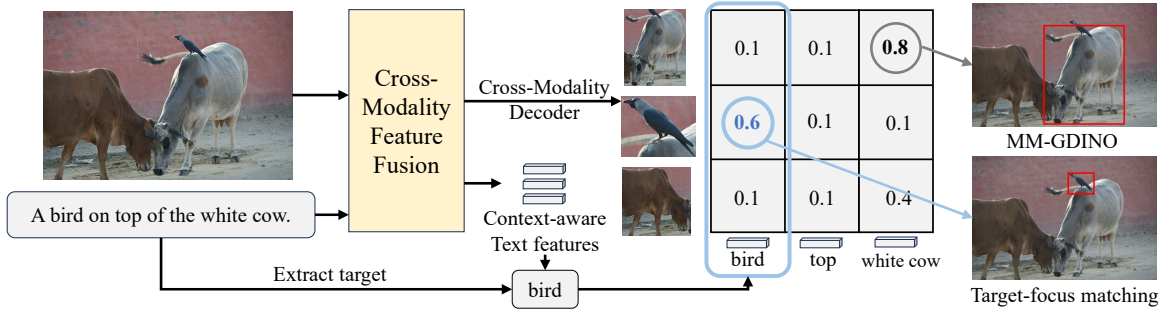 A bird on top of the white cow.
Cross-
Modality
Feature
Fusion
Cross-Modality
Decoder
Context-aware
Text features
Extract target
bird
0.1 0.1 0.8
0.6 0.1 0.1
0.1 0.1 0.4
bird top white cow
MM-GDINO
Target-focus matching